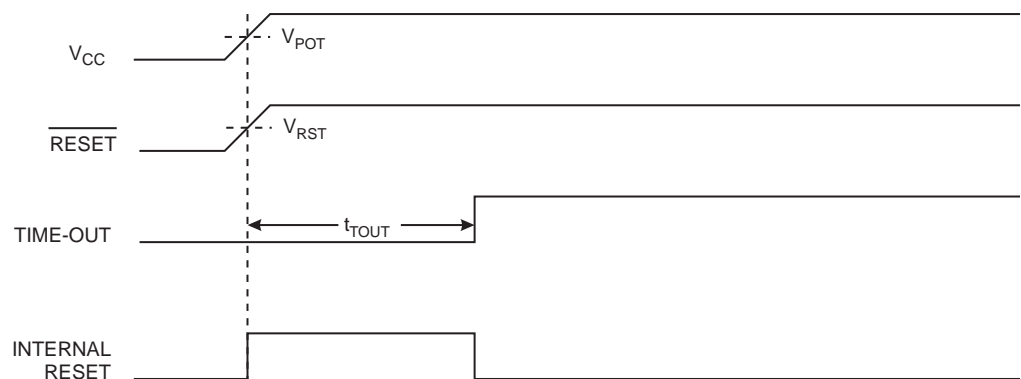 VCC
VPOT
RESET
VRST
TIME-OUT
tTOUT
INTERNAL
RESET